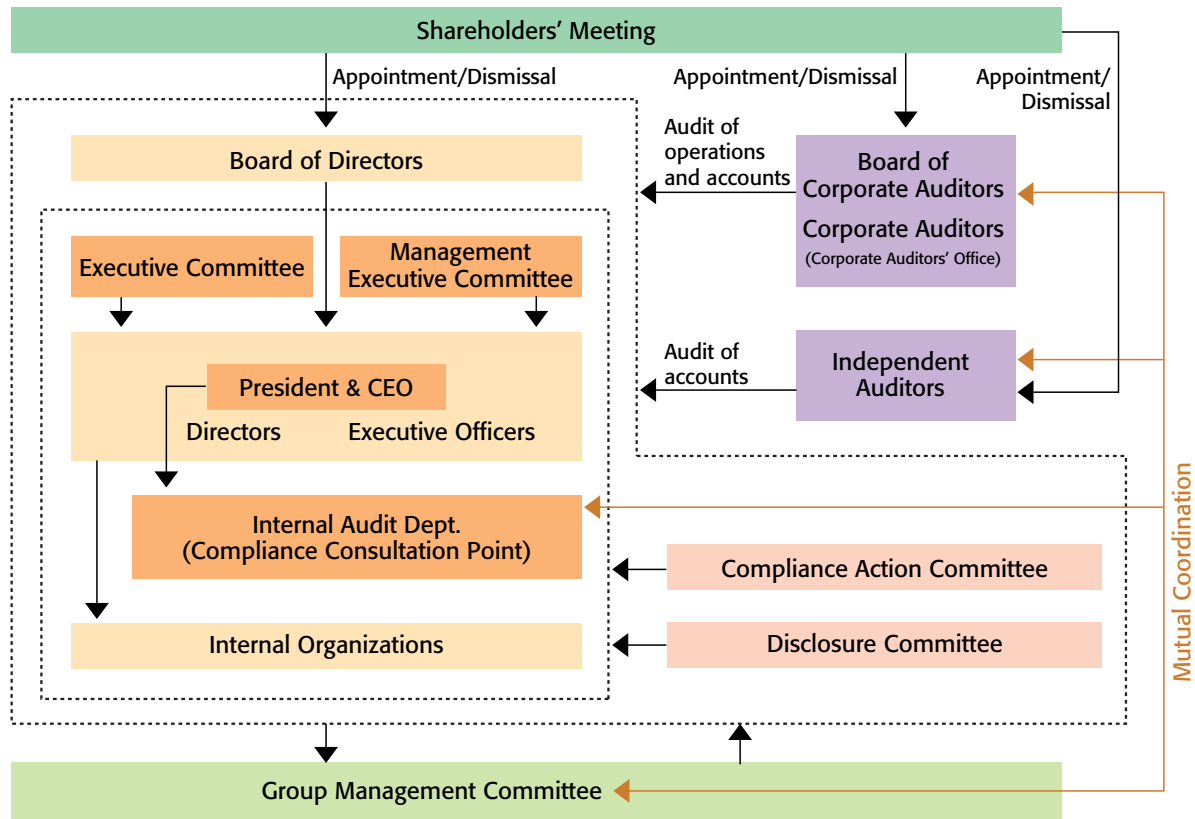 Shareholders’ Meeting
Appointment/Dismissal
Appointment/Dismissal
Appointment/
Dismissal
Board of Directors
Audit of
operations
and accounts
Board of
Corporate Auditors
Corporate Auditors
(Corporate Auditors’ Office)
Executive Committee
Management
Executive Committee
Audit of
accounts
Independent
Auditors
President & CEO
Directors
Executive Officers
Internal Audit Dept.
(Compliance Consultation Point)
Compliance Action Committee
Internal Organizations
Disclosure Committee
Mutual Coordination
Group Management Committee